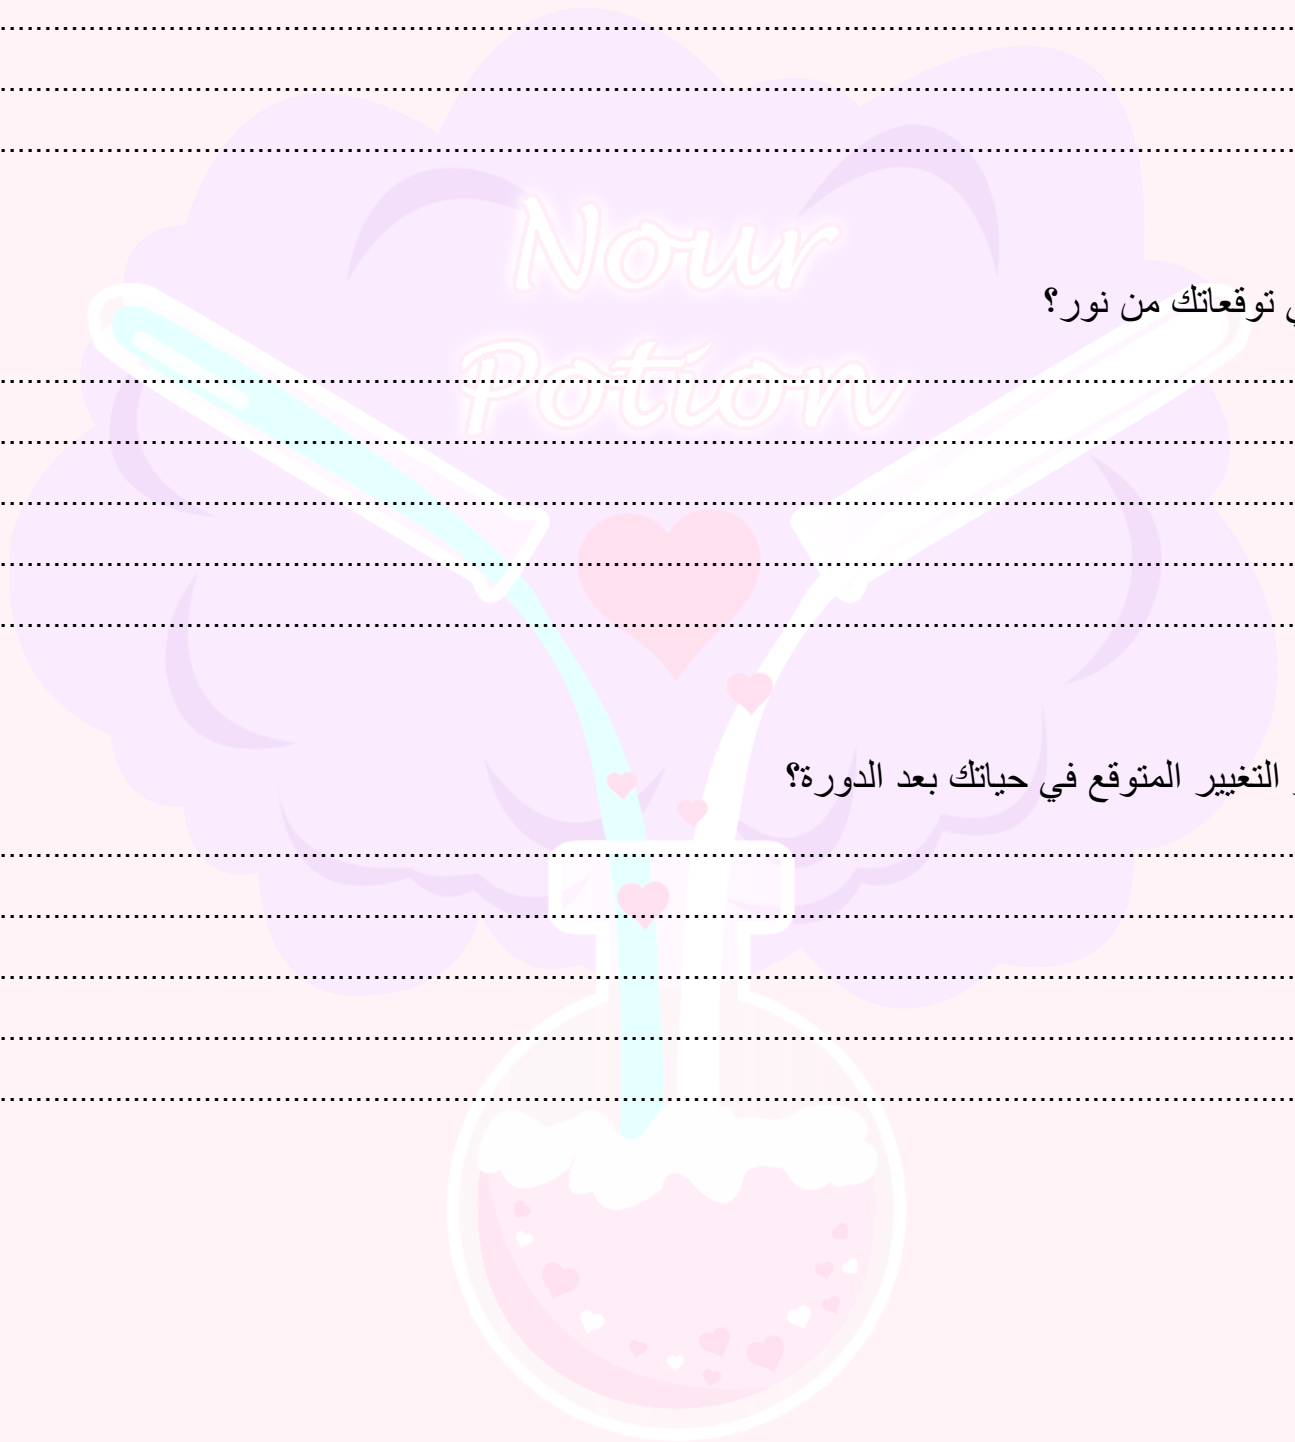 Nour
Potion
توقعاتك من نور؟
التغيير المتوقع في حياتك بعد الدورة؟